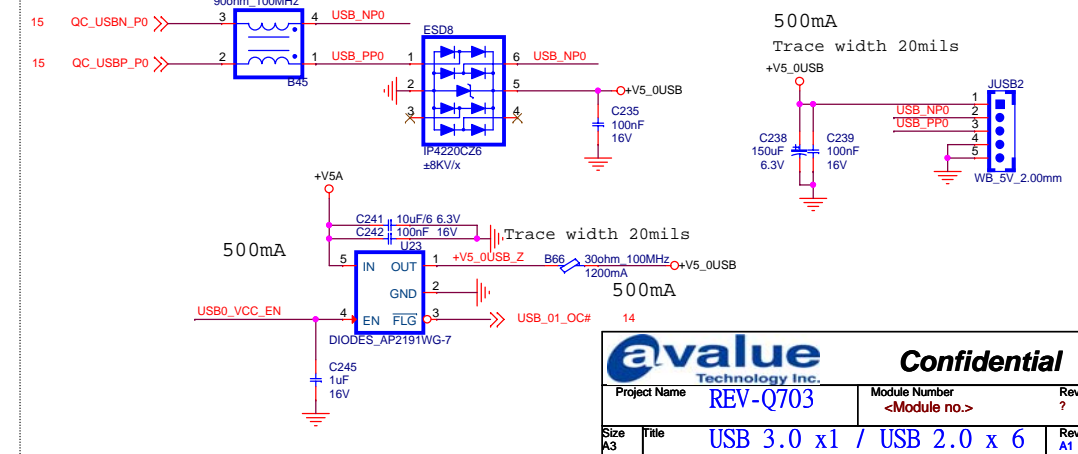 90ohm_100MHz
15 QC_USBN_P0 3 4 USB_NP0
15 QC_USBP_P0 2 1 USB_PP0
B45
ESD8
1 6 USB_NP0
2 5 +V5_0USB
3 4
IP4220CZ6
±8KV/x
C235
100nF
16V
500mA
Trace width 20mils
+V5_0USB
C238
150uF
6.3V
C239
100nF
16V
JUSB2
1
USB_NP0 2
USB_PP0 3
4
5
WB_5V_2.00mm
+V5A
C241 10uF/6 6.3V
C242 100nF 16V
Trace width 20mils
500mA
U23
5 IN OUT 1 +V5_0USB_Z B66 30ohm_100MHz +V5_0USB
1200mA
500mA
GND 2
USB0_VCC_EN 4 EN FLG 3 USB_01_OC# 14
DIODES_AP2191WG-7
C245
1uF
16V
avalue
Technology Inc.
Confidential
Project Name REV-Q703
Module Number
<Module no.>
Rev
?
Size
A3
Title USB 3.0 x1 / USB 2.0 x 6
Rev
A1